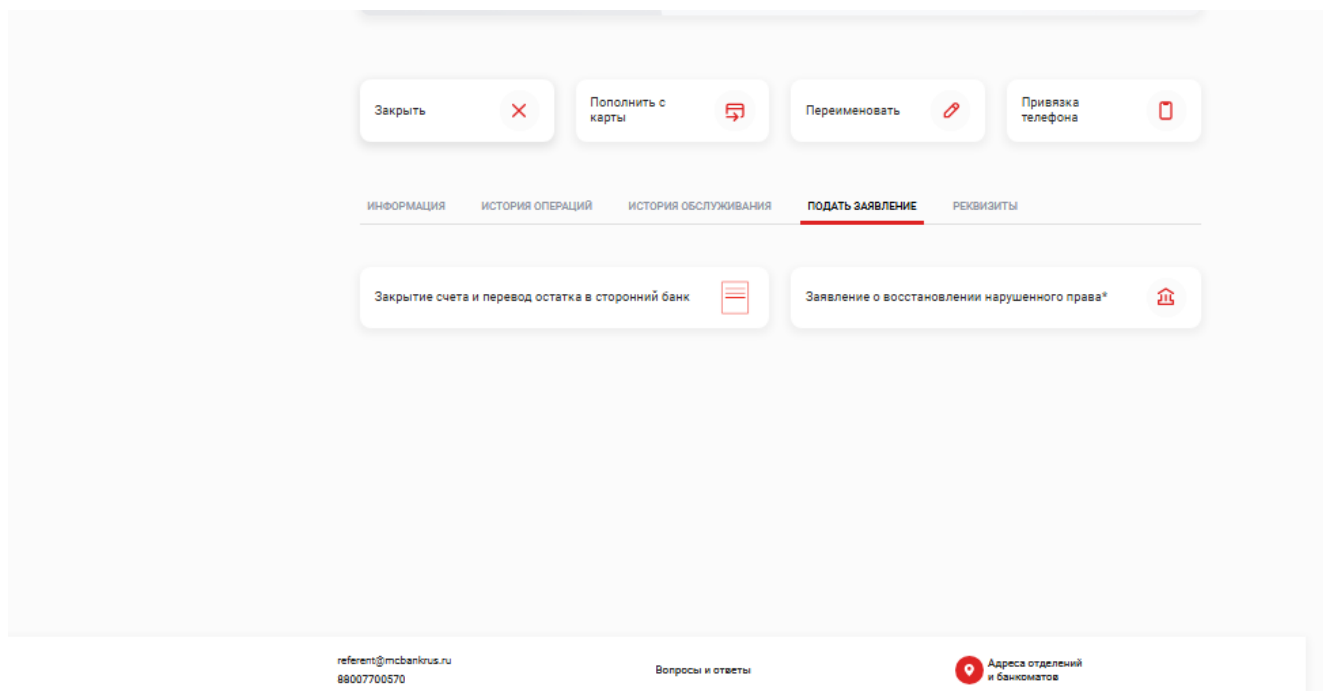 Закрыть
Пополнить с
карты
Переименовать
Привязка
телефона
ИНФОРМАЦИЯ ИСТОРИЯ ОПЕРАЦИЙ ИСТОРИЯ ОБСЛУЖИВАНИЯ ПОДАТЬ ЗАЯВЛЕНИЕ РЕКВИЗИТЫ
Закрытие счета и перевод остатка в сторонний банк
Заявление о восстановлении нарушенного права*
referent@mcbankrus.ru
88007700570
Вопросы и ответы
Адреса отделений
и банкоматов